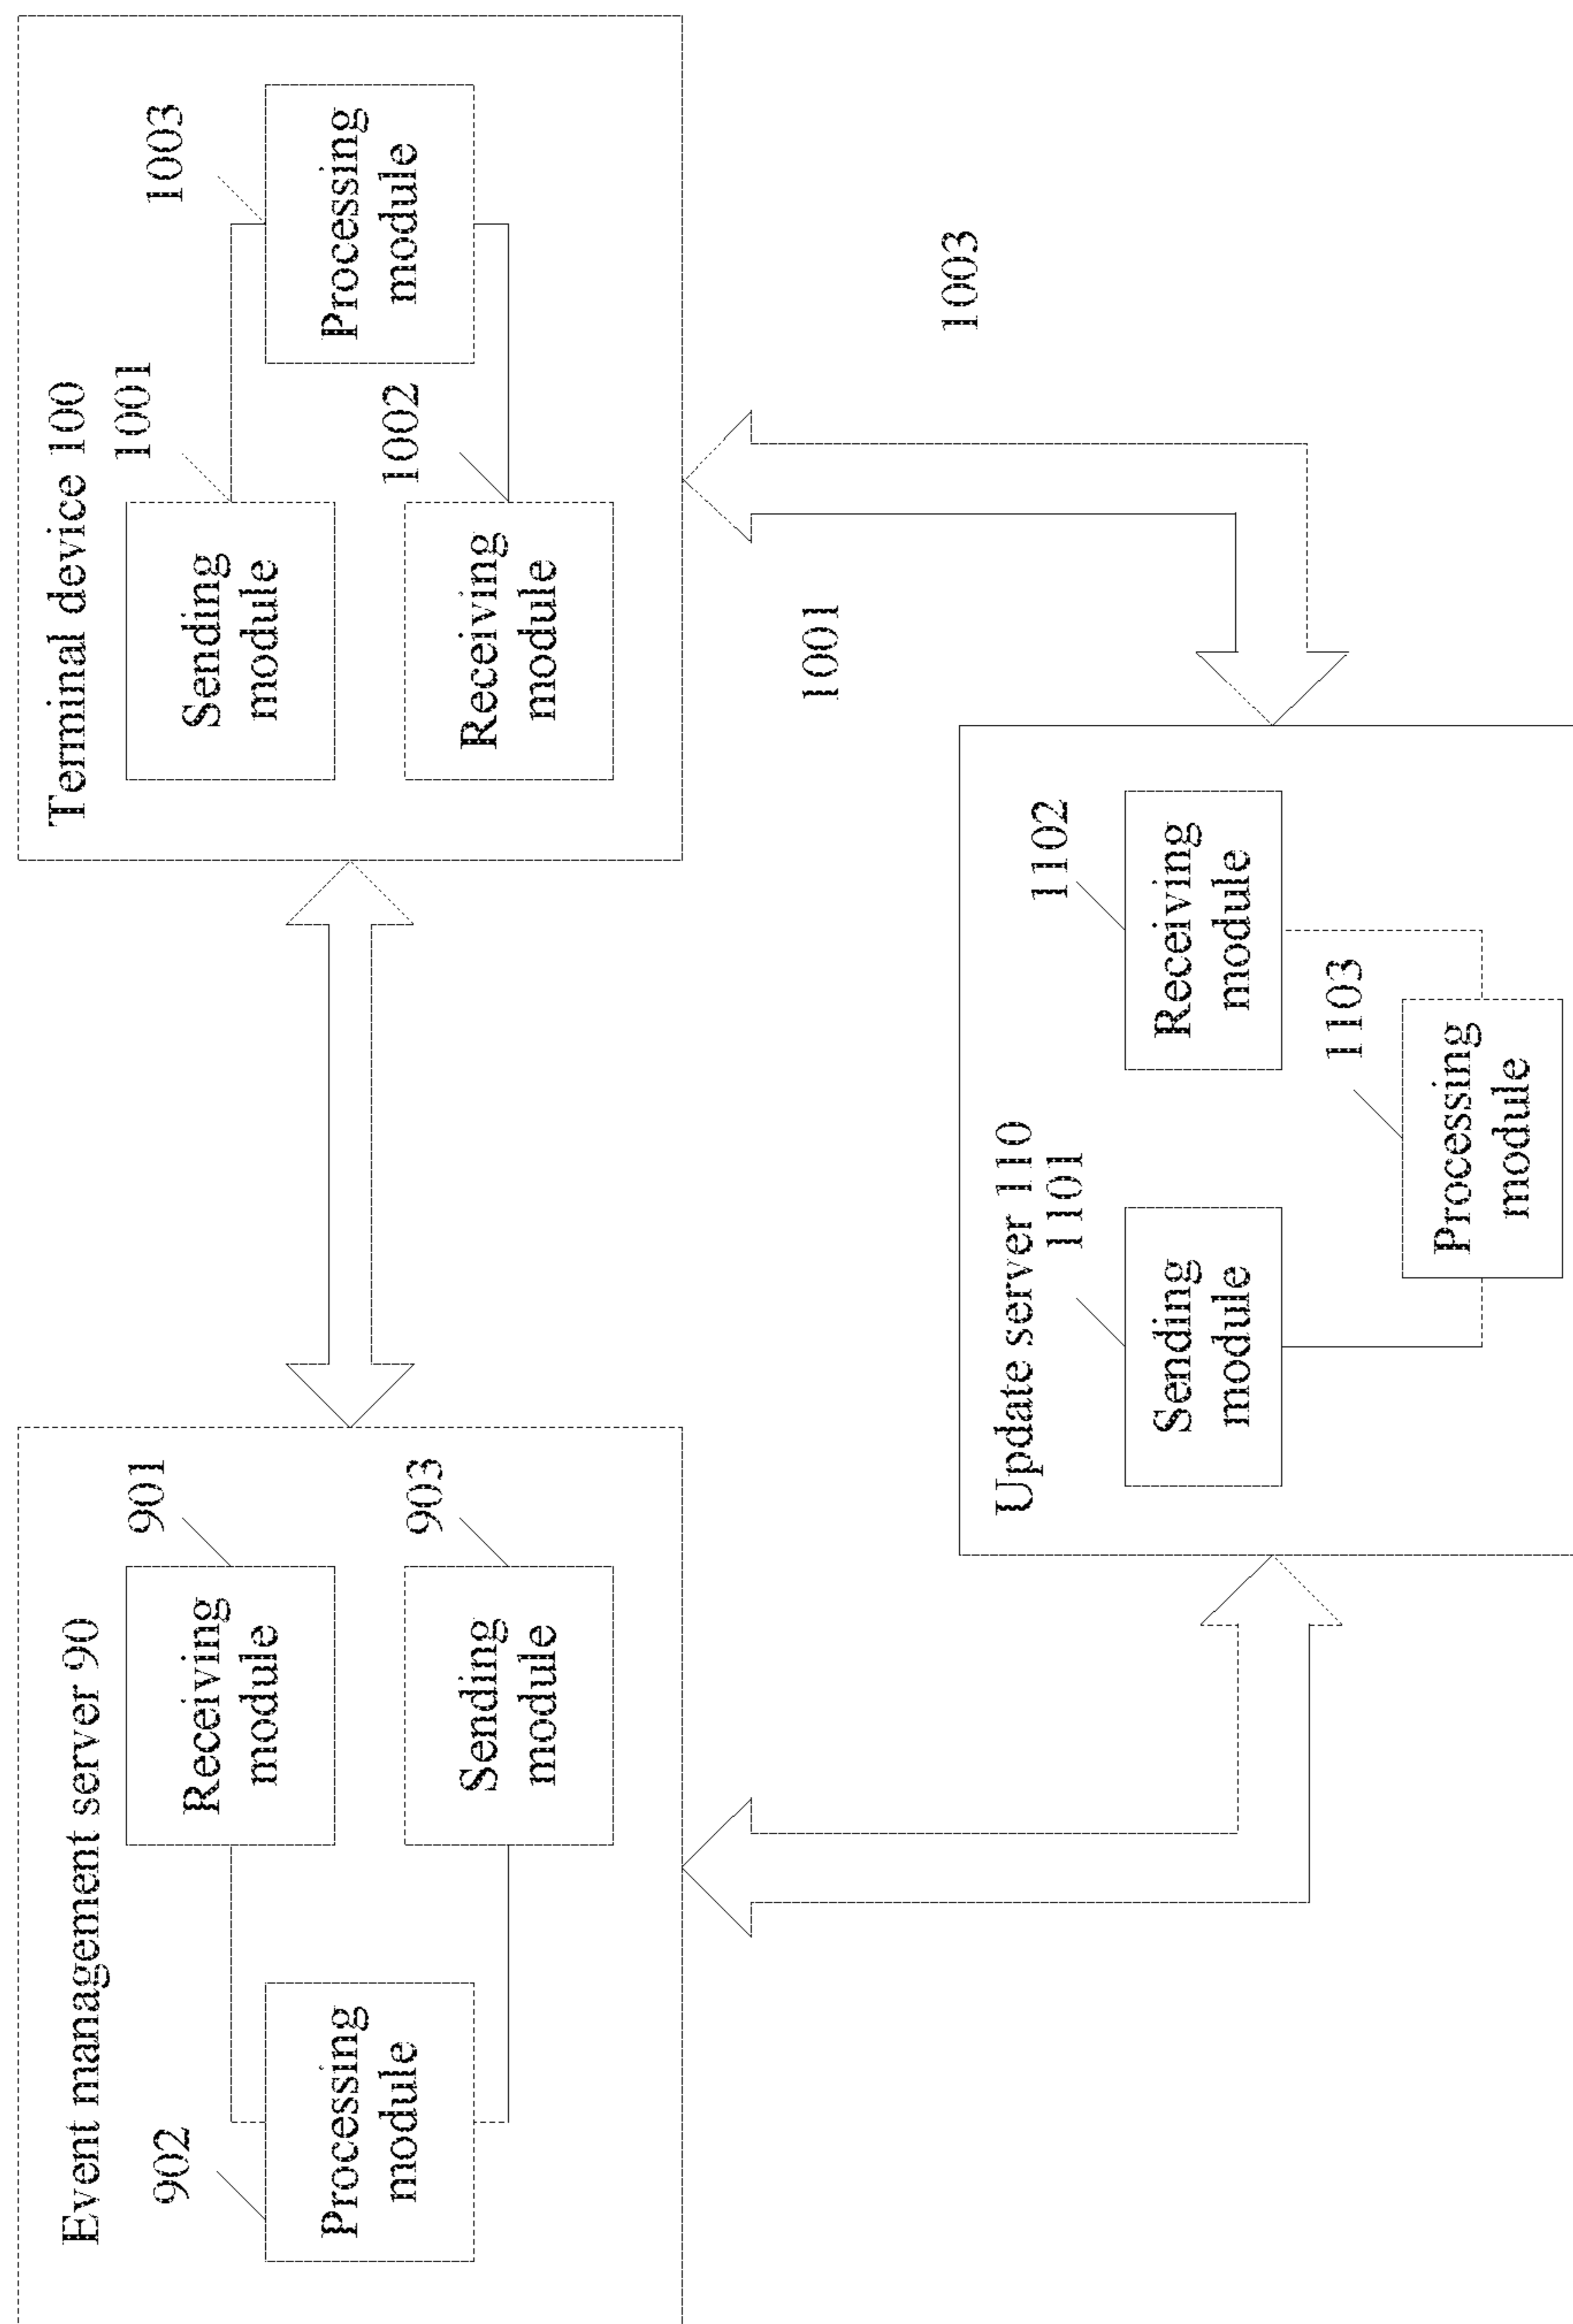 Event management server 90
901
Receiving
module
902
Processing
module
903
Sending
module
Terminal device 100
1001
Sending
module
1003
Processing
module
1002
Receiving
module
1001
1003
Update server 110
1101
Sending
module
1102
Receiving
module
1103
Processing
module